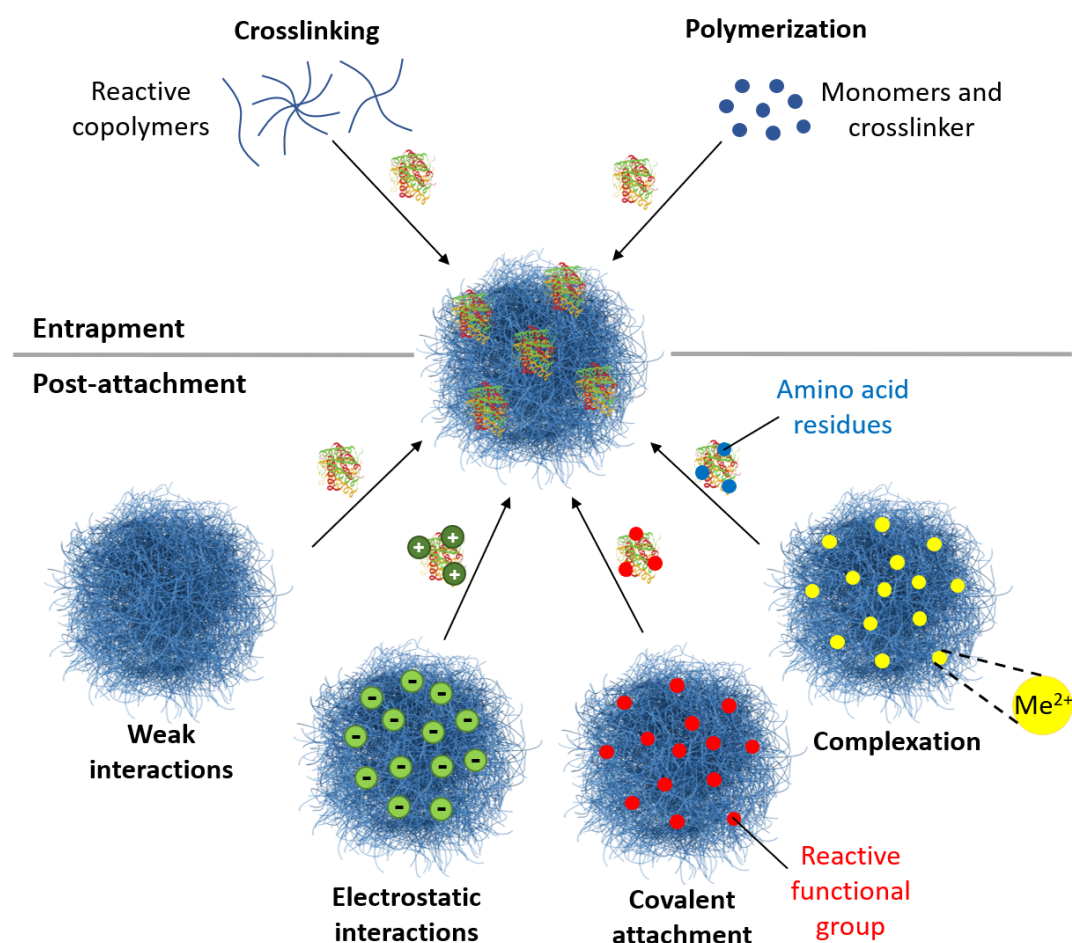 Crosslinking
Polymerization
Reactive
copolymers
Monomers and
crosslinker
Entrapment
Post-attachment
Amino acid
residues
+
+
+
Me²⁺
Weak
interactions
Complexation
-
-
-
-
-
-
-
-
-
-
-
-
-
Electrostatic
interactions
Covalent
attachment
Reactive
functional
group